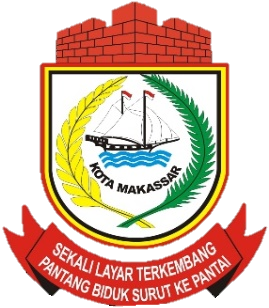 KOTA MAKASSAR
SEKALI LAYAR TERKEMBANG
PANTANG BIDUK SURUT KE PANTAI